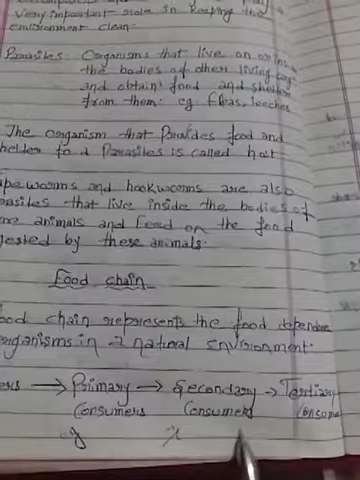 Very important role in keeping the
environment clean.
Parasites: Organisms that live on or in
the bodies of other living
and obtain food and shelter
from them. eg Fleas, leeches
The organism that Provides food and
shelter to a Parasites is called host
Tapeworms and hookworms are also
Parasites that live inside the bodies of
some animals and feed on the food
ingested by these animals.
Food chain
Food chain represents the food dependence
organisms in a natural environment.
→ Primary → Secondary → Tertiary
Consumers Consumers Consume